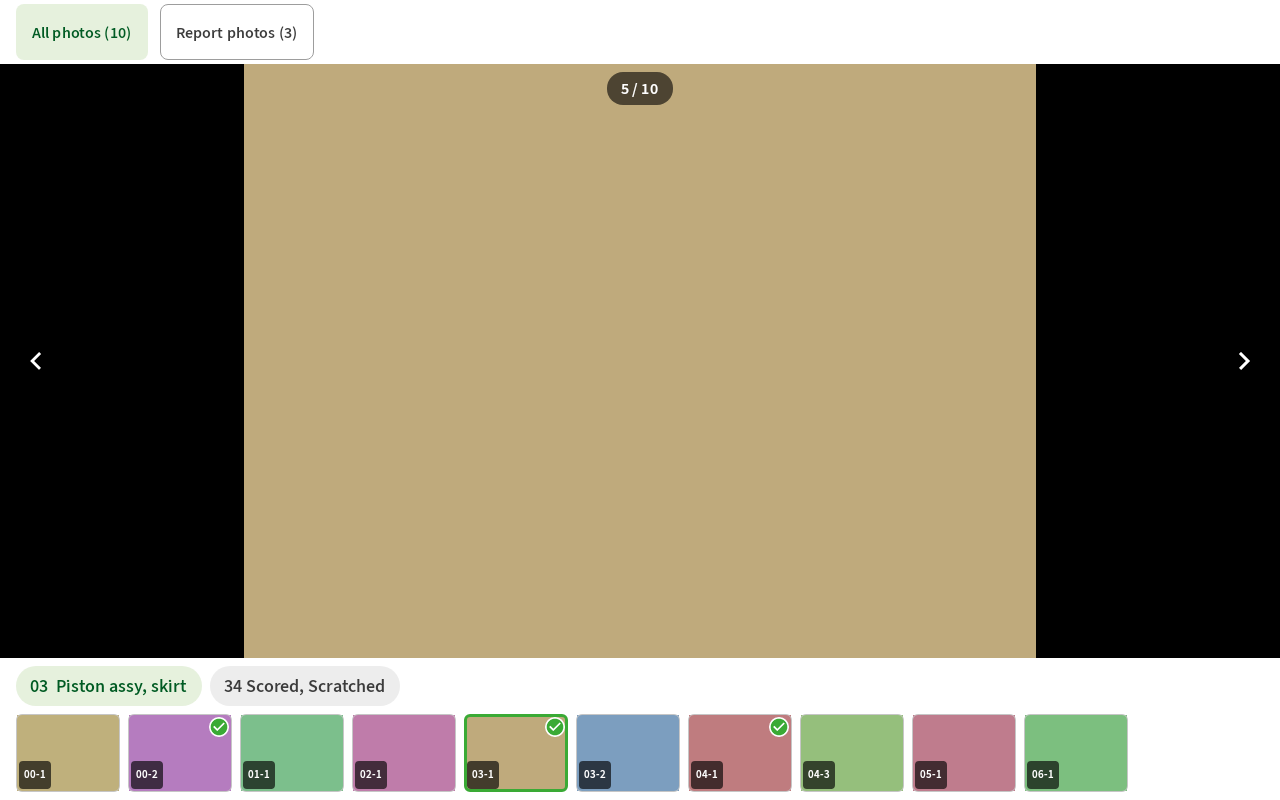 All photos (10)
Report photos (3)
5 / 10
03 Piston assy, skirt
34 Scored, Scratched
00-1
00-2
01-1
02-1
03-1
03-2
04-1
04-3
05-1
06-1